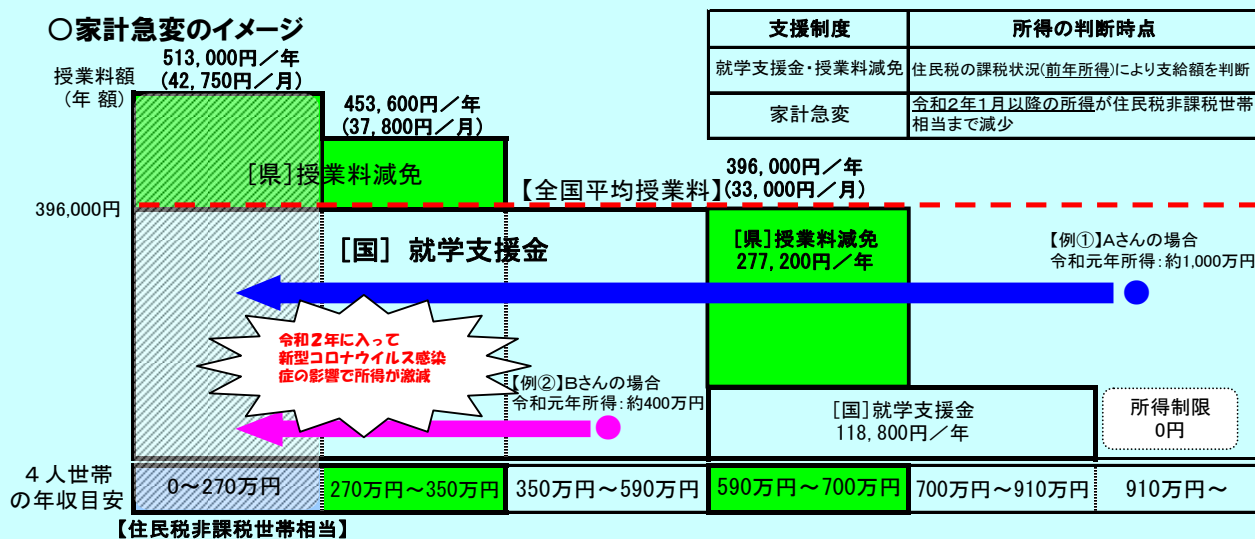 〇家計急変のイメージ
支援制度 所得の判断時点
就学支援金・授業料減免 住民税の課税状況(前年所得)により支給額を判断
家計急変 令和2年1月以降の所得が住民税非課税世帯
相当まで減少
授業料額
(年 額)
513,000円／年
(42,750円／月)
453,600円／年
(37,800円／月)
396,000円／年
(33,000円／月)
[県]授業料減免
【全国平均授業料】
396,000円
[国] 就学支援金
[県]授業料減免
277,200円／年
【例①】Aさんの場合
令和元年所得：約1,000万円
令和２年に入って
新型コロナウイルス感染
症の影響で所得が激減
【例②】Bさんの場合
令和元年所得：約400万円
[国]就学支援金
118,800円／年
所得制限
0円
４人世帯
の年収目安
0～270万円 270万円～350万円 350万円～590万円 590万円～700万円 700万円～910万円 910万円～
【住民税非課税世帯相当】